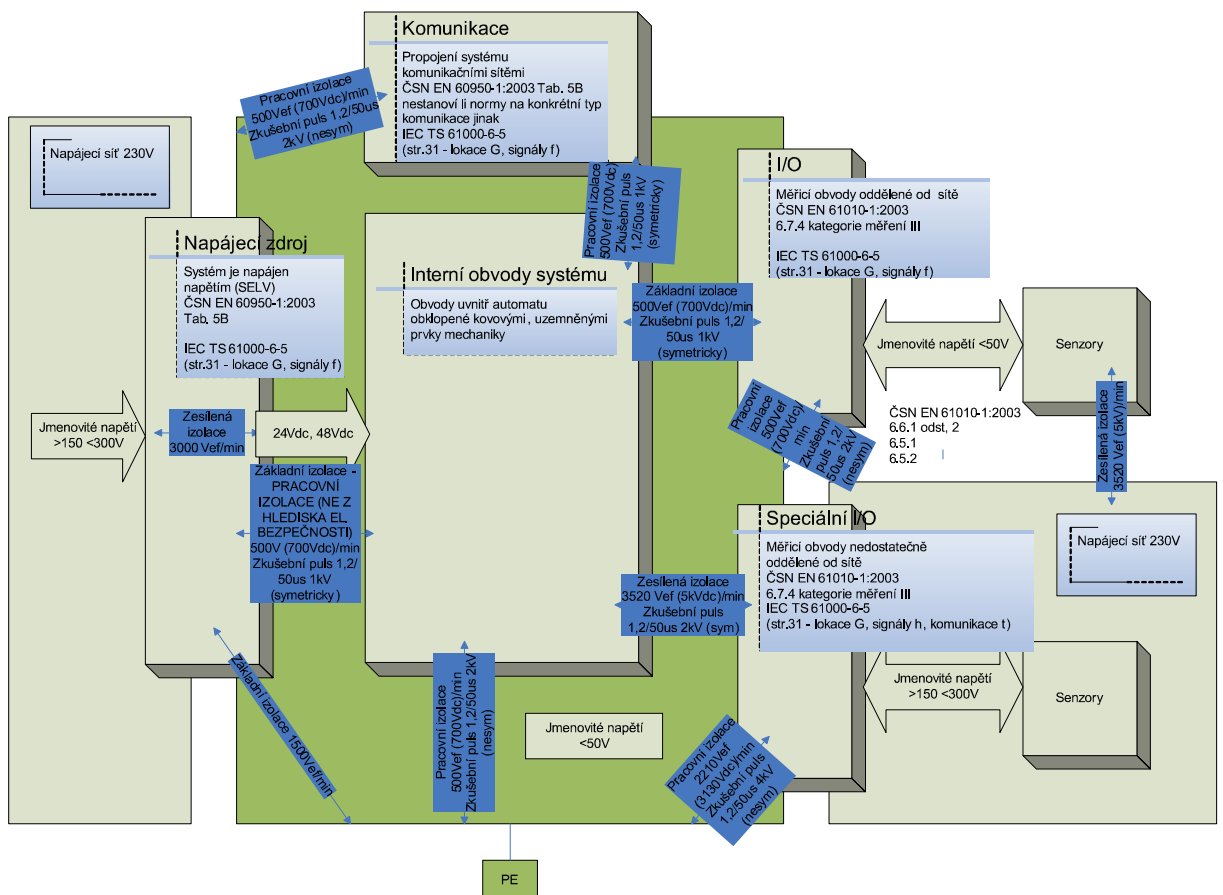 Komunikace
Propojení systému
komunikačními sítěmi
ČSN EN 60950-1:2003 Tab. 5B
nestanoví li normy na konkrétní typ
komunikace jinak
IEC TS 61000-6-5
(str.31 - lokace G, signály f)
Pracovní izolace
500Vef (700Vdc)/min
Zkušební puls 1,2/50us
2kV (nesym)
Napájecí síť 230V
Pracovní izolace
500Vef (700Vdc)
Zkušební puls
1,2/50us 1kV
(symetricky)
I/O
Měřicí obvody oddělené od sítě
ČSN EN 61010-1:2003
6.7.4 kategorie měření III
IEC TS 61000-6-5
(str.31 - lokace G, signály f)
Napájecí zdroj
Systém je napájen
napětím (SELV)
ČSN EN 60950-1:2003
Tab. 5B
IEC TS 61000-6-5
(str.31 - lokace G, signály f)
Interní obvody systému
Obvody uvnitř automatu
obklopené kovovými, uzemněnými
prvky mechaniky
Základní izolace
500Vef (700Vdc)/min
Zkušební puls 1,2/
50us 1kV
(symetricky)
Jmenovité napětí <50V
Senzory
Jmenovité napětí
>150 <300V
Zesílená
izolace
3000 Vef/min
24Vdc, 48Vdc
Pracovní
izolace
500Vef
(700Vdc)/
min
Zkušební
puls 1,2/
50us 2kV
(nesym)
ČSN EN 61010-1:2003
6.6.1 odst, 2
6.5.1
6.5.2
Zesílená izolace
3520 Vef (5kV)/min
Základní izolace -
PRACOVNÍ
IZOLACE (NE Z
HLEDISKA EL.
BEZPEČNOSTI)
500V (700Vdc)/min
Zkušební puls 1,2/
50us 1kV
(symetricky)
Speciální I/O
Měřicí obvody nedostatečně
oddělené od sítě
ČSN EN 61010-1:2003
6.7.4 kategorie měření III
IEC TS 61000-6-5
(str.31 - lokace G, signály h, komunikace t)
Napájecí síť 230V
Zesílená izolace
3520 Vef (5kVdc)/min
Zkušební puls
1,2/50us 2kV (sym)
Základní izolace 1500Vef/min
Pracovní izolace
500Vef (700Vdc)/min
Zkušební puls 1,2/50us 2kV
(nesym)
Jmenovité napětí
<50V
Pracovní izolace
2210Vef
(3130Vdc)/min
Zkušební puls
1,2/50us 4kV
(nesym)
Jmenovité napětí
>150 <300V
Senzory
PE